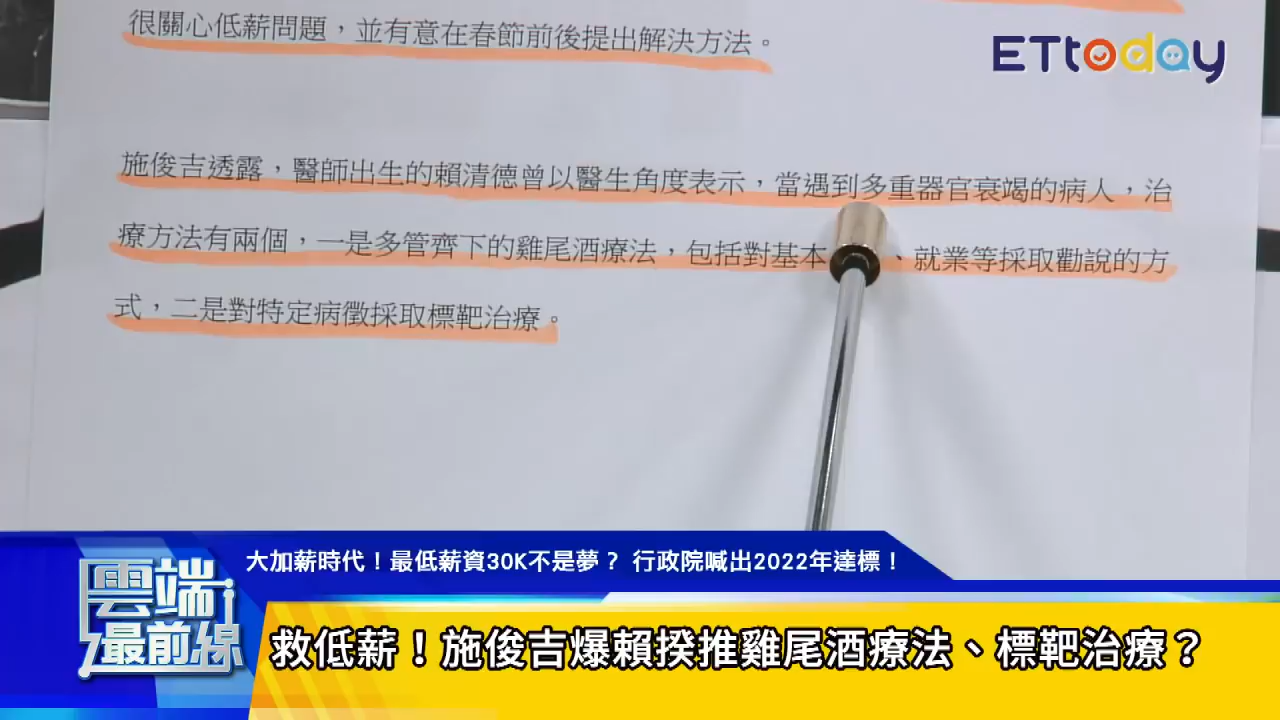 很關心低薪問題，並有意在春節前後提出解決方法。
ETtoday
施俊吉透露，醫師出生的賴清德曾以醫生角度表示，當遇到多重器官衰竭的病人，治
療方法有兩個，一是多管齊下的雞尾酒療法，包括對基本、就業等採取勸說的方
式，二是對特定病徵採取標靶治療。
大加薪時代！最低薪資30K不是夢？ 行政院喊出2022年達標！
雲端最前線
救低薪！施俊吉爆賴揆推雞尾酒療法、標靶治療？